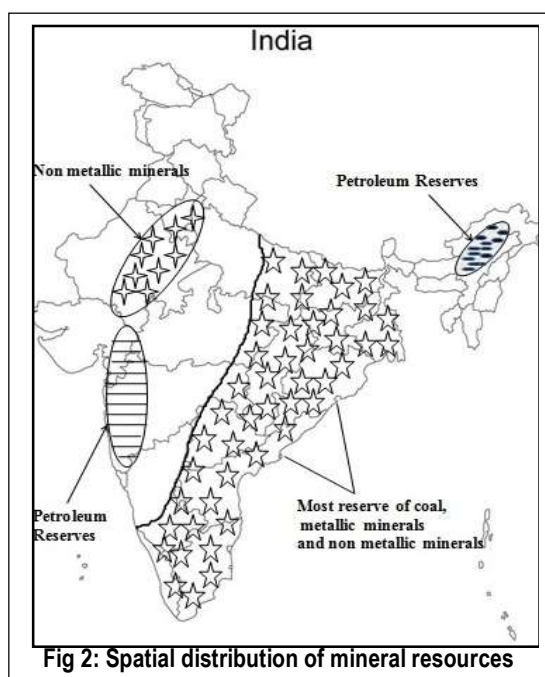 India
Non metallic minerals
Petroleum Reserves
Petroleum
Reserves
Most reserve of coal,
metallic minerals
and non metallic minerals
Fig 2: Spatial distribution of mineral resources